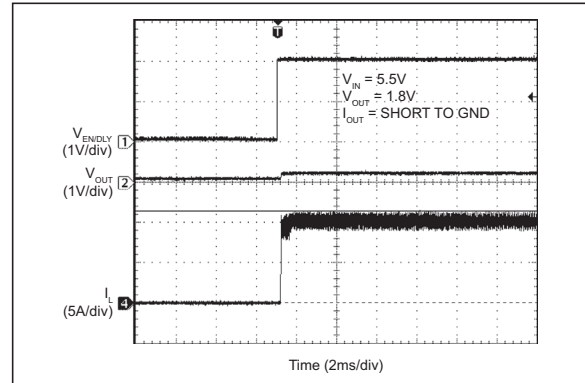 T
V_IN = 5.5V
V_OUT = 1.8V
I_OUT = SHORT TO GND
V_EN/DLY
(1V/div)
1
V_OUT
(1V/div)
2
I_L
(5A/div)
4
Time (2ms/div)